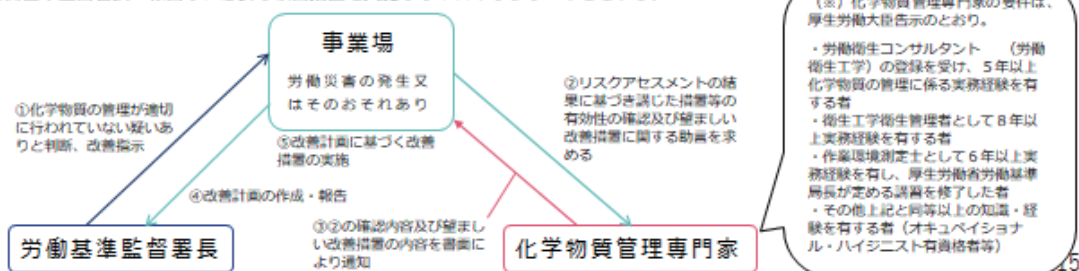 (※)化学物質管理専門家の要件は、
厚生労働大臣告示のとおり。
事業場
労働災害の発生又
はそのおそれあり
①化学物質の管理が適切
に行われていない疑いあ
りと判断、改善指示
②リスクアセスメントの結
果に基づき講じた措置等の
有効性の確認及び望ましい
改善措置に関する助言を求
める
⑤改善計画に基づく改善
措置の実施
④改善計画の作成・報告
③②の確認内容及び望まし
い改善措置の内容を書面に
より通知
労働基準監督署長
化学物質管理専門家
・労働衛生コンサルタント (労働
衛生工学)の登録を受け、5年以上
化学物質の管理に係る実務経験を有
する者
・衛生工学衛生管理者として8年以
上実務経験を有する者
・作業環境測定士として6年以上実
務経験を有し、厚生労働省労働基準
局長が定める講習を修了した者
・その他上記と同等以上の知識・経
験を有する者(オキュペイショナ
ル・ハイジニスト有資格者等)